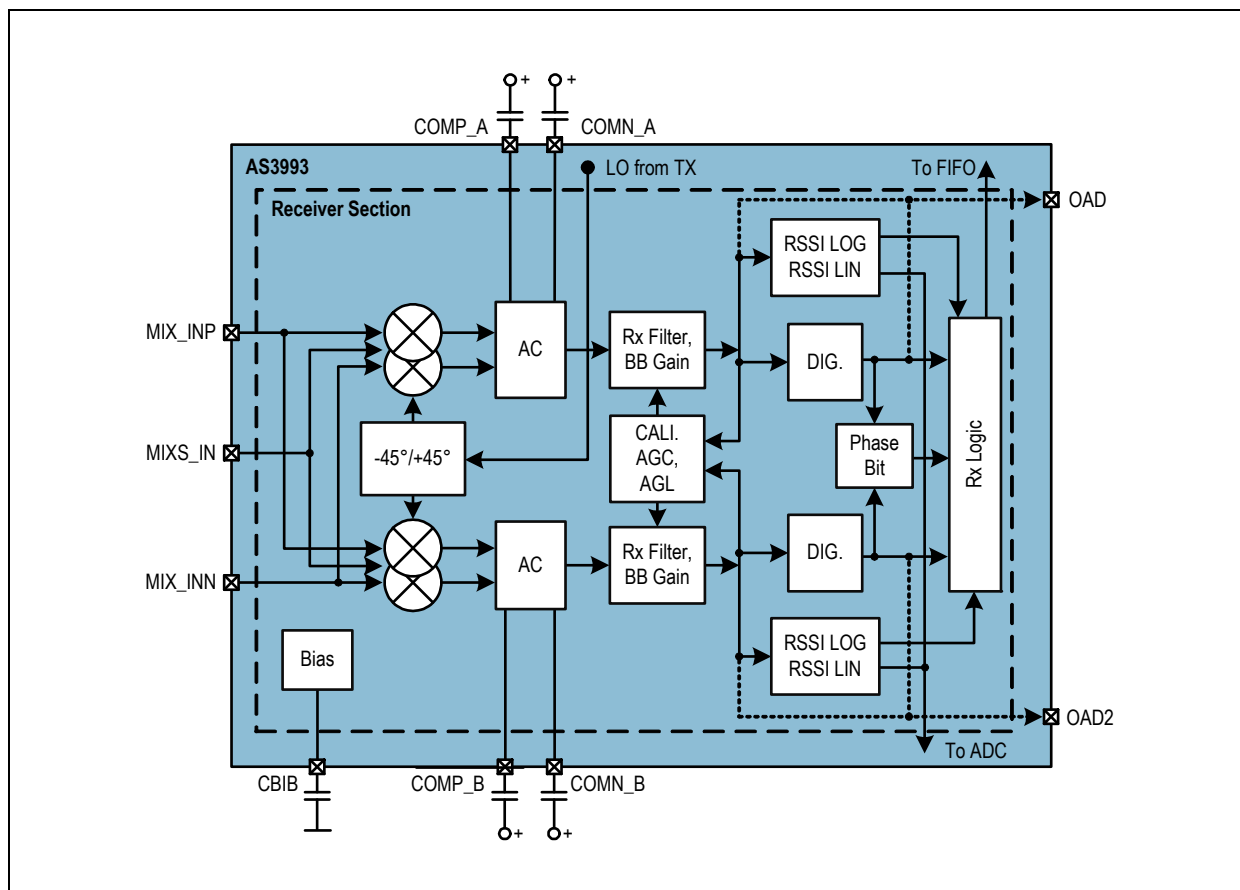 COMP_A
COMN_A
AS3993
LO from TX
To FIFO
OAD
Receiver Section
RSSI LOG
RSSI LIN
MIX_INP
AC
Rx Filter,
BB Gain
DIG.
MIXS_IN
-45°/+45°
CALI.
AGC,
AGL
Phase
Bit
Rx Logic
MIX_INN
AC
Rx Filter,
BB Gain
DIG.
Bias
RSSI LOG
RSSI LIN
OAD2
To ADC
CBIB
COMP_B
COMN_B